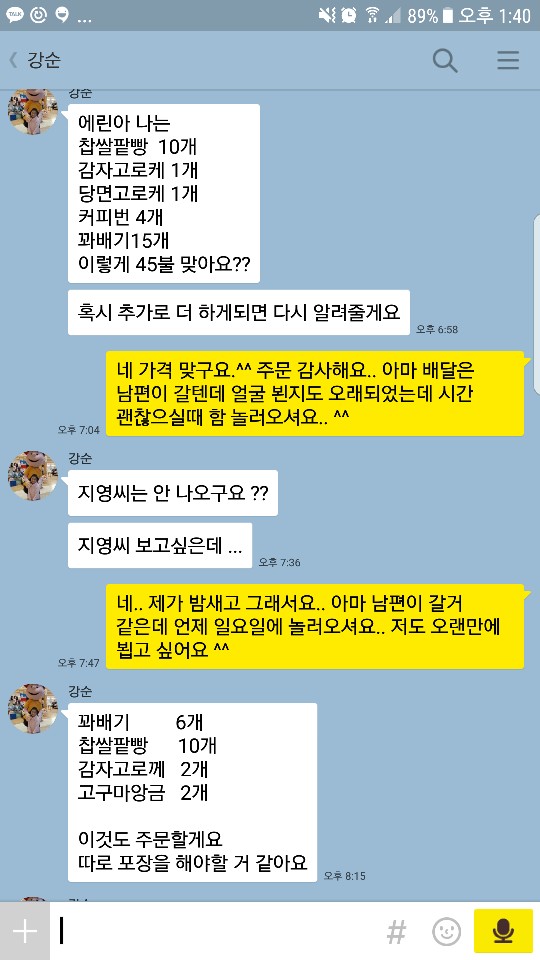 TALK
... 89% 오후 1:40
강순
강순
에린아 나는
찹쌀팥빵 10개
감자고로케 1개
당면고로케 1개
커피번 4개
꽈배기15개
이렇게 45불 맞아요??
혹시 추가로 더 하게되면 다시 알려줄게요
오후 6:58
네 가격 맞구요.^^ 주문 감사해요.. 아마 배달은
남편이 갈텐데 얼굴 뵌지도 오래되었는데 시간
괜찮으실때 함 놀러오셔요.. ^^
오후 7:04
강순
지영씨는 안 나오구요 ??
지영씨 보고싶은데 ...
오후 7:36
네.. 제가 밤새고 그래서요.. 아마 남편이 갈거
같은데 언제 일요일에 놀러오셔요.. 저도 오랜만에
뵙고 싶어요 ^^
오후 7:47
강순
꽈배기 6개
찹쌀팥빵 10개
감자고로께 2개
고구마앙금 2개
이것도 주문할게요
따로 포장을 해야할 거 같아요
오후 8:15
#